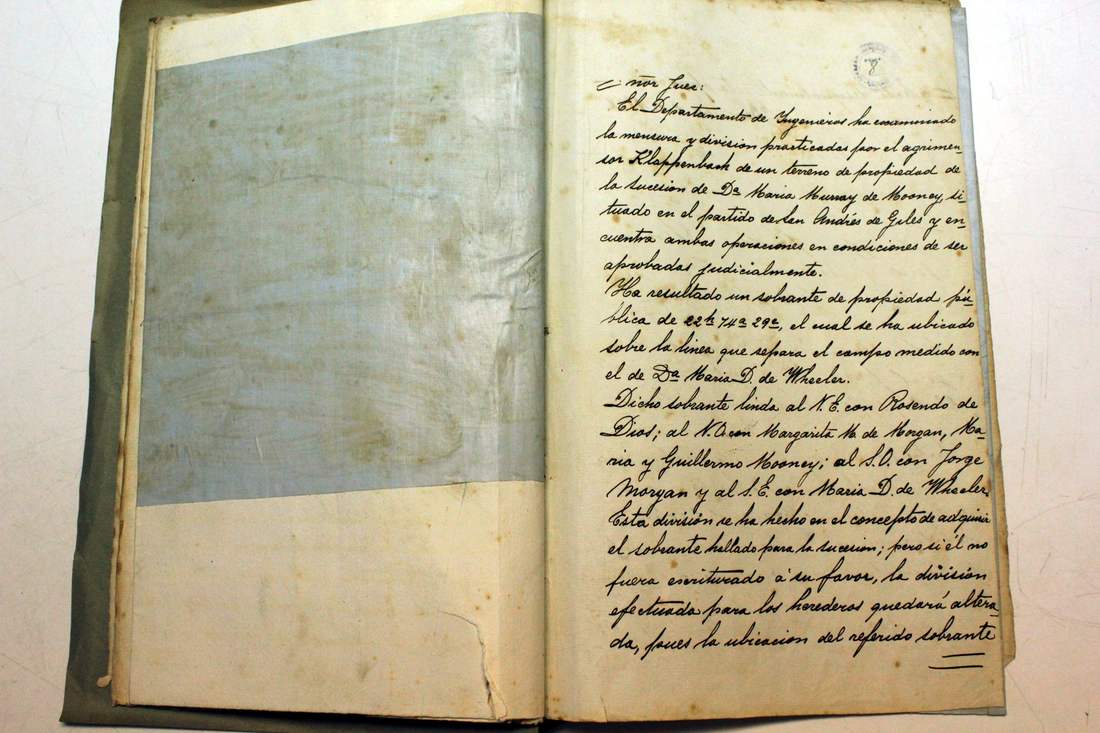 8
Señor Juez:
El Departamento de Ingenieros ha examinado
la mensura y division practicadas por el agrimen-
sor Klappenbach de un terreno de propiedad de
la sucesion de Dª Maria Murray de Mooney, si-
tuado en el partido de San Andrés de Giles y en-
cuentra ambas operaciones en condiciones de ser
aprobadas judicialmente.
Ha resultado un sobrante de propiedad pú-
blica de 22h 74a 29c, el cual se ha ubicado
sobre la linea que separa el campo medido con
el de Dª Maria D. de Wheeler.
Dicho sobrante linda al N.E. con Rosendo de
Dios; al N.O. con Margarita M. de Morgan, Ma-
ria y Guillermo Mooney; al S.O. con Jorge
Morgan y al S.E. con Maria D. de Wheeler.
Esta división se ha hecho en el concepto de adquirir
el sobrante hallado para la sucesion; pero si él no
fuera escriturado á su favor, la división
efectuada para los herederos quedará altera-
da, pues la ubicacion del referido sobrante